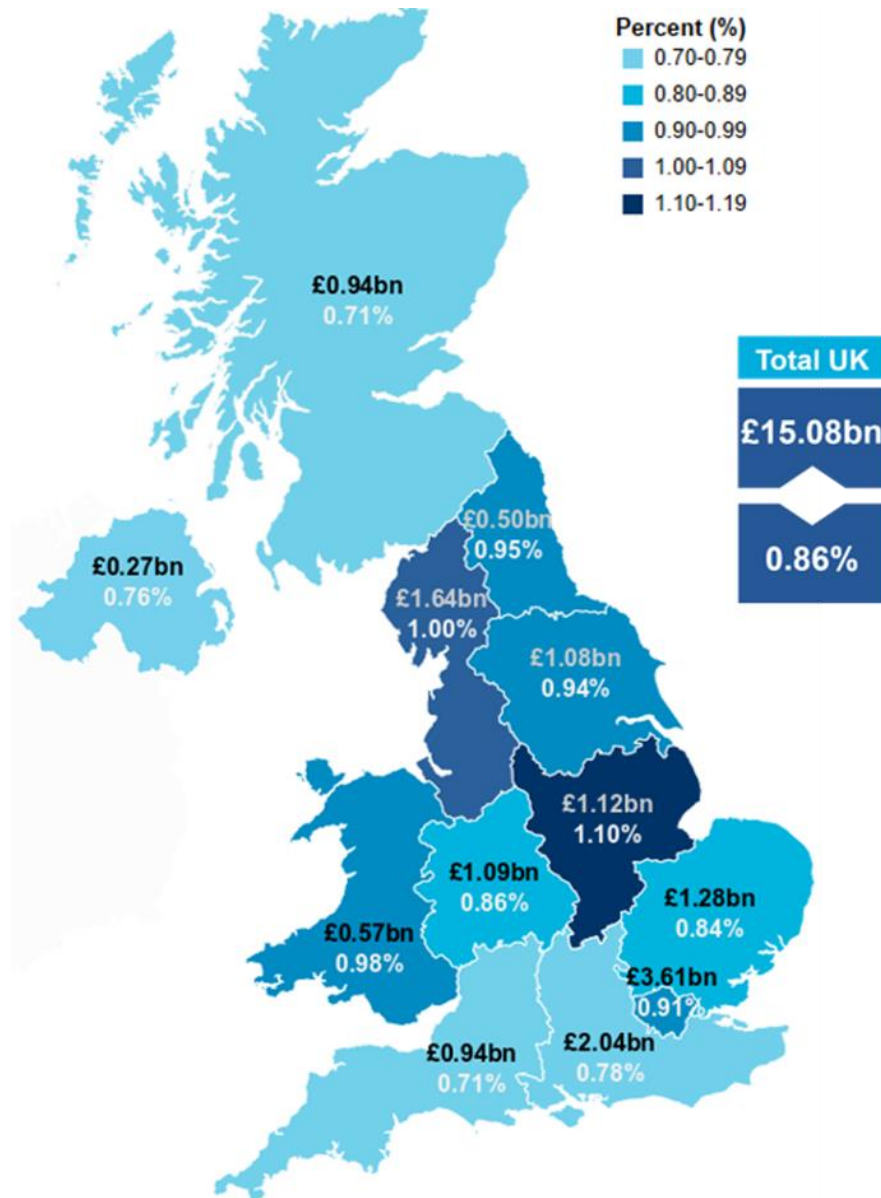 Percent (%)
0.70-0.79
0.80-0.89
0.90-0.99
1.00-1.09
1.10-1.19
£0.94bn
0.71%
Total UK
£15.08bn
0.86%
£0.50bn
0.95%
£0.27bn
0.76%
£1.64bn
1.00%
£1.08bn
0.94%
£1.12bn
1.10%
£1.09bn
0.86%
£1.28bn
0.84%
£0.57bn
0.98%
£3.61bn
0.91%
£0.94bn
0.71%
£2.04bn
0.78%